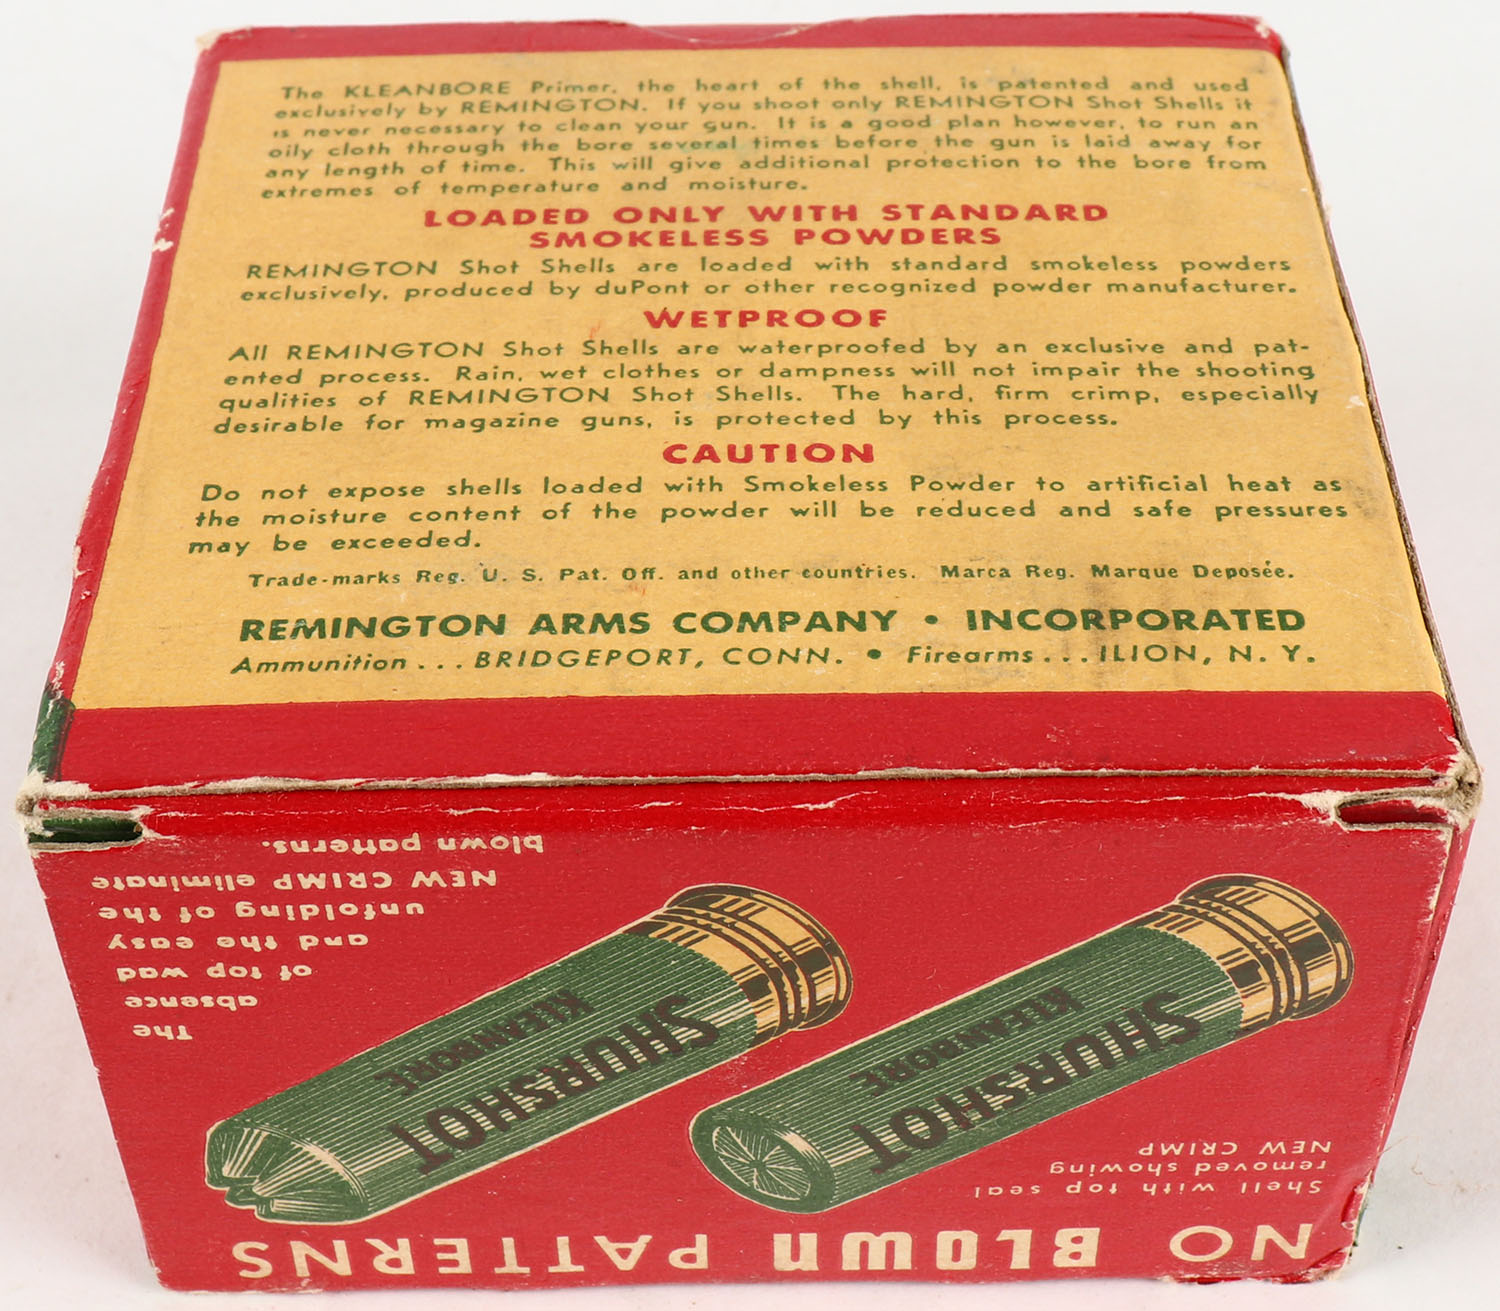 The KLEANBORE Primer, the heart of the shell, is patented and used
exclusively by REMINGTON. If you shoot only REMINGTON Shot Shells it
is never necessary to clean your gun. It is a good plan however, to run an
oily cloth through the bore several times before the gun is laid away for
any length of time. This will give additional protection to the bore from
extremes of temperature and moisture.
LOADED ONLY WITH STANDARD
SMOKELESS POWDERS
REMINGTON Shot Shells are loaded with standard smokeless powders
exclusively, produced by duPont or other recognized powder manufacturer.
WETPROOF
All REMINGTON Shot Shells are waterproofed by an exclusive and pat-
ented process. Rain, wet clothes or dampness will not impair the shooting
qualities of REMINGTON Shot Shells. The hard, firm crimp, especially
desirable for magazine guns, is protected by this process.
CAUTION
Do not expose shells loaded with Smokeless Powder to artificial heat as
the moisture content of the powder will be reduced and safe pressures
may be exceeded.
Trade-marks Reg. U. S. Pat. Off. and other countries. Marca Reg. Marque Deposée.
REMINGTON ARMS COMPANY • INCORPORATED
Ammunition . . . BRIDGEPORT, CONN. • Firearms . . . ILION, N. Y.
NO BLOWN PATTERNS
Shell with top seal
removed showing
NEW CRIMP
SHURSHOT
KLEANBORE
SHURSHOT
KLEANBORE
The
absence
of top wad
and the easy
unfolding of the
NEW CRIMP eliminate
blown patterns.